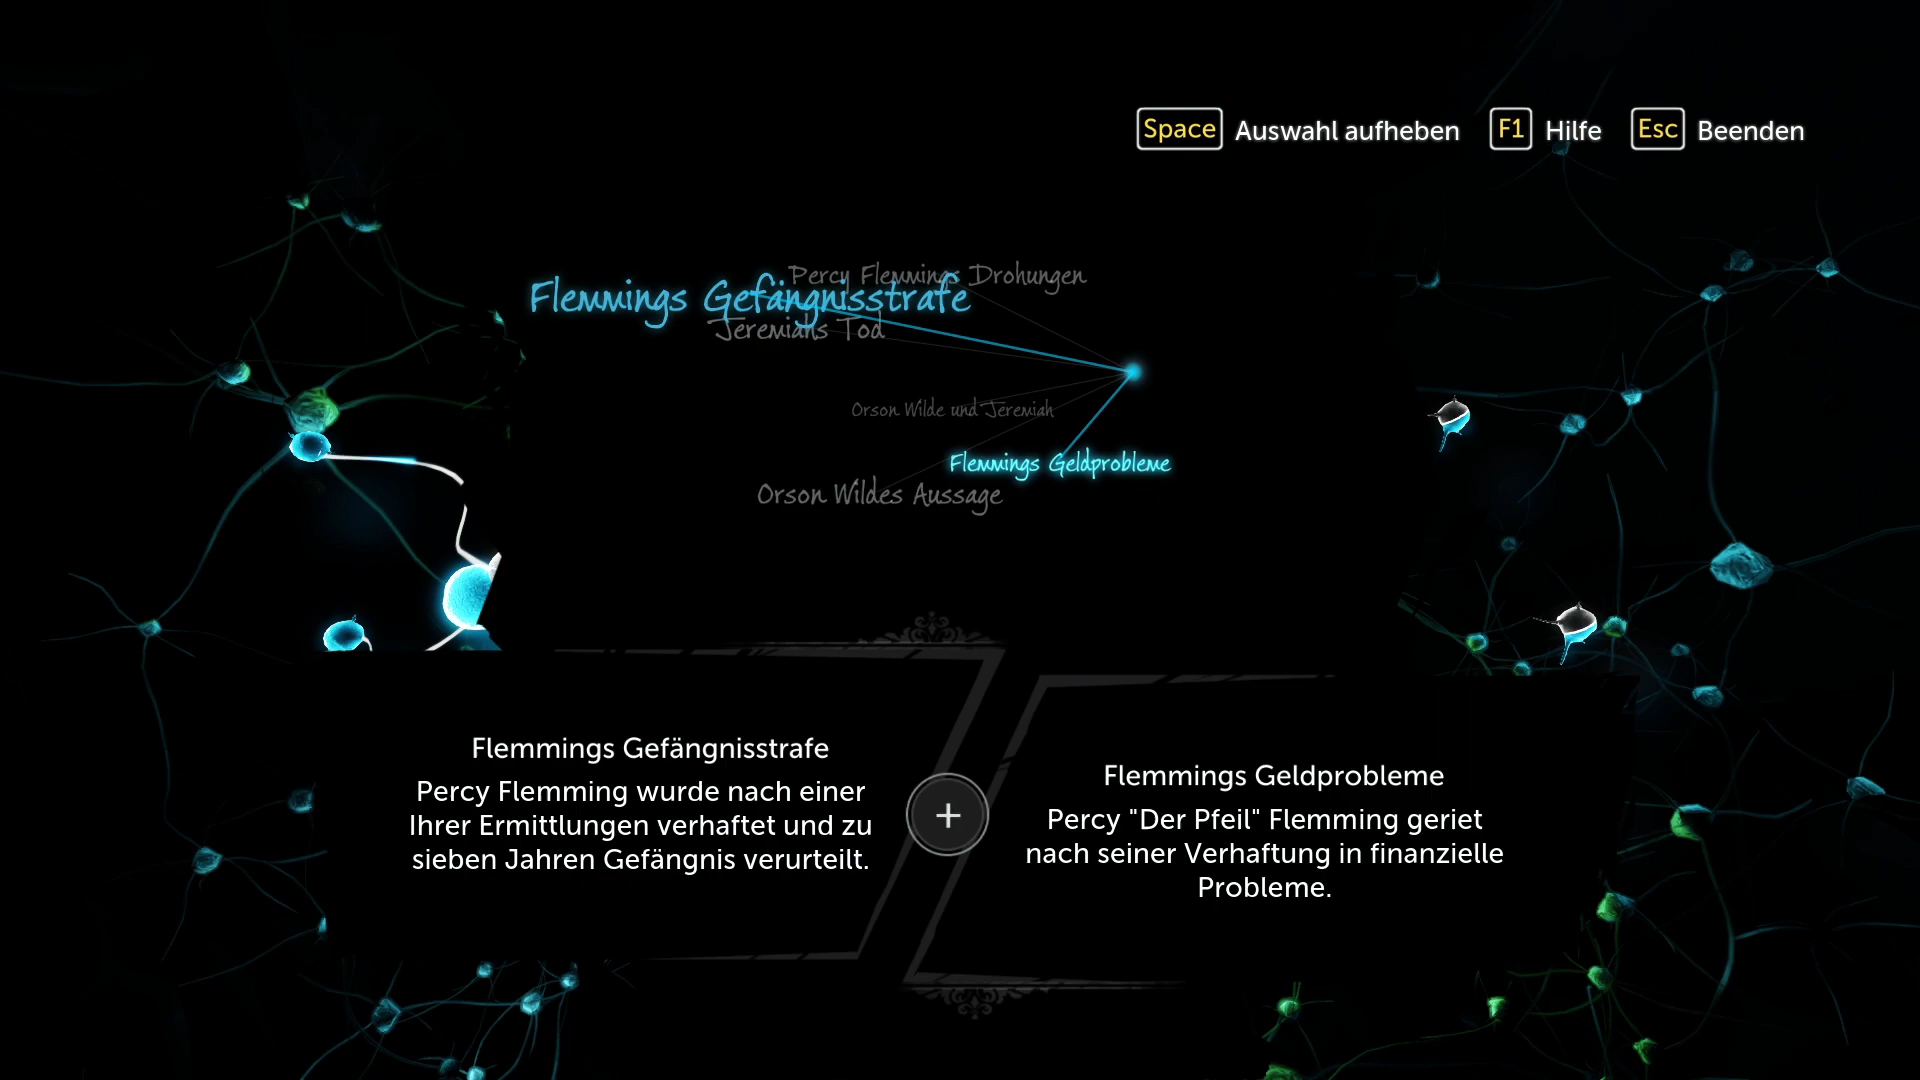 Space Auswahl aufheben F1 Hilfe Esc Beenden
Percy Flemmings Drohungen
Flemmings Gefängnisstrafe
Jeremiahs Tod
Orson Wilde und Jeremiah
Flemmings Geldprobleme
Orson Wildes Aussage
Flemmings Gefängnisstrafe
Percy Flemming wurde nach einer
Ihrer Ermittlungen verhaftet und zu
sieben Jahren Gefängnis verurteilt.
+
Flemmings Geldprobleme
Percy "Der Pfeil" Flemming geriet
nach seiner Verhaftung in finanzielle
Probleme.